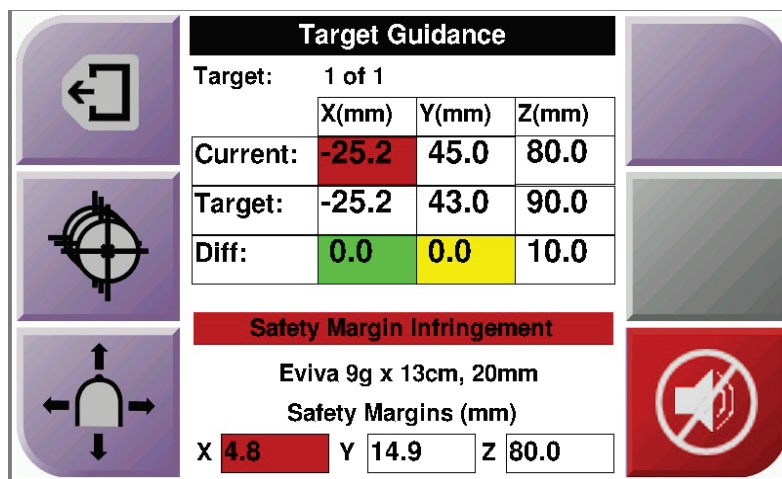 Target Guidance
Target: 1 of 1
X(mm) Y(mm) Z(mm)
Current: -25.2 45.0 80.0
Target: -25.2 43.0 90.0
Diff: 0.0 0.0 10.0
Safety Margin Infringement
Eviva 9g x 13cm, 20mm
Safety Margins (mm)
X 4.8 Y 14.9 Z 80.0